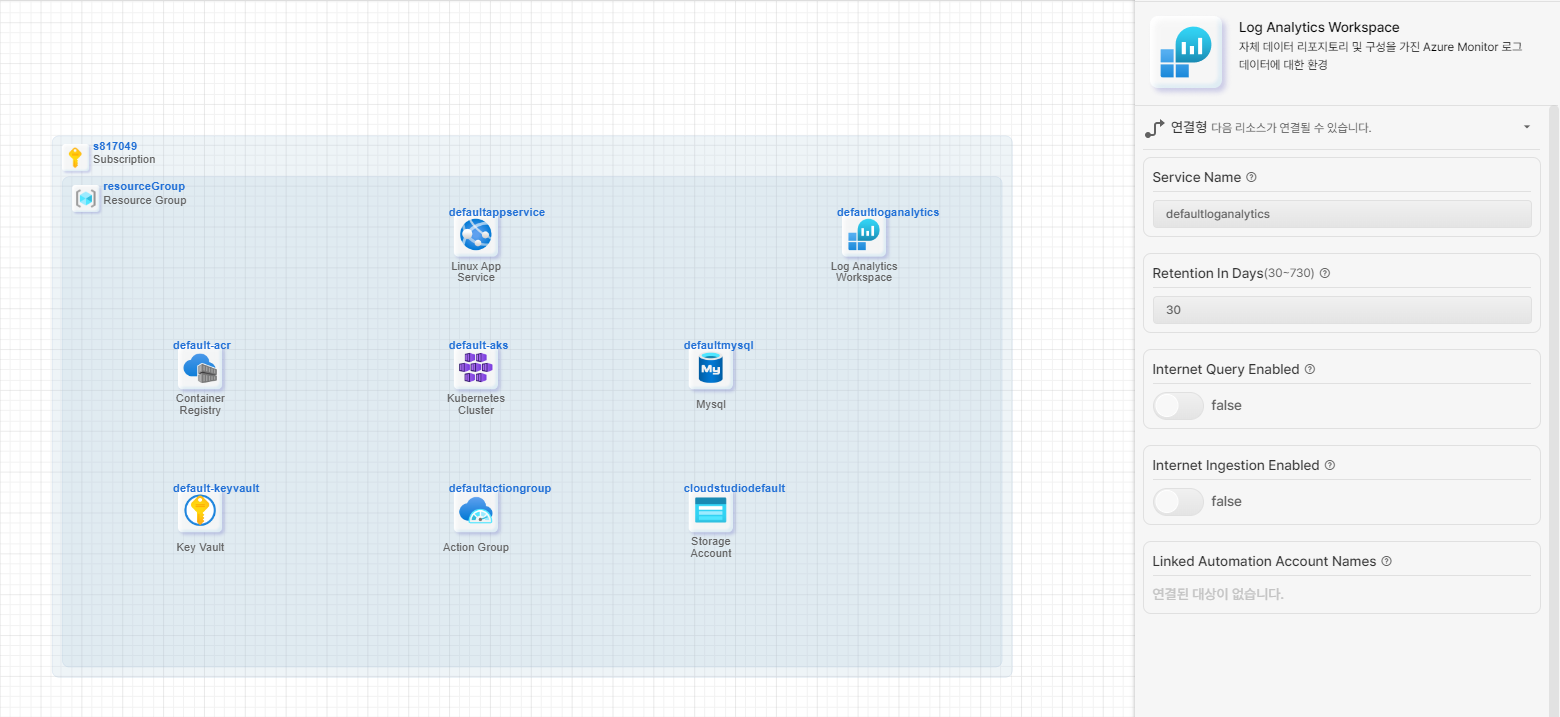 s817049
Subscription
resourceGroup
Resource Group
defaultappservice
Linux App
Service
defaultloganalytics
Log Analytics
Workspace
default-acr
Container
Registry
default-aks
Kubernetes
Cluster
defaultmysql
My
Mysql
default-keyvault
Key Vault
defaultactiongroup
Action Group
cloudstudiodefault
Storage
Account
Log Analytics Workspace
자체 데이터 리포지토리 및 구성을 가진 Azure Monitor 로그
데이터에 대한 환경
연결형 다음 리소스가 연결될 수 있습니다.
Service Name
defaultloganalytics
Retention In Days(30~730)
30
Internet Query Enabled
false
Internet Ingestion Enabled
false
Linked Automation Account Names
연결된 대상이 없습니다.